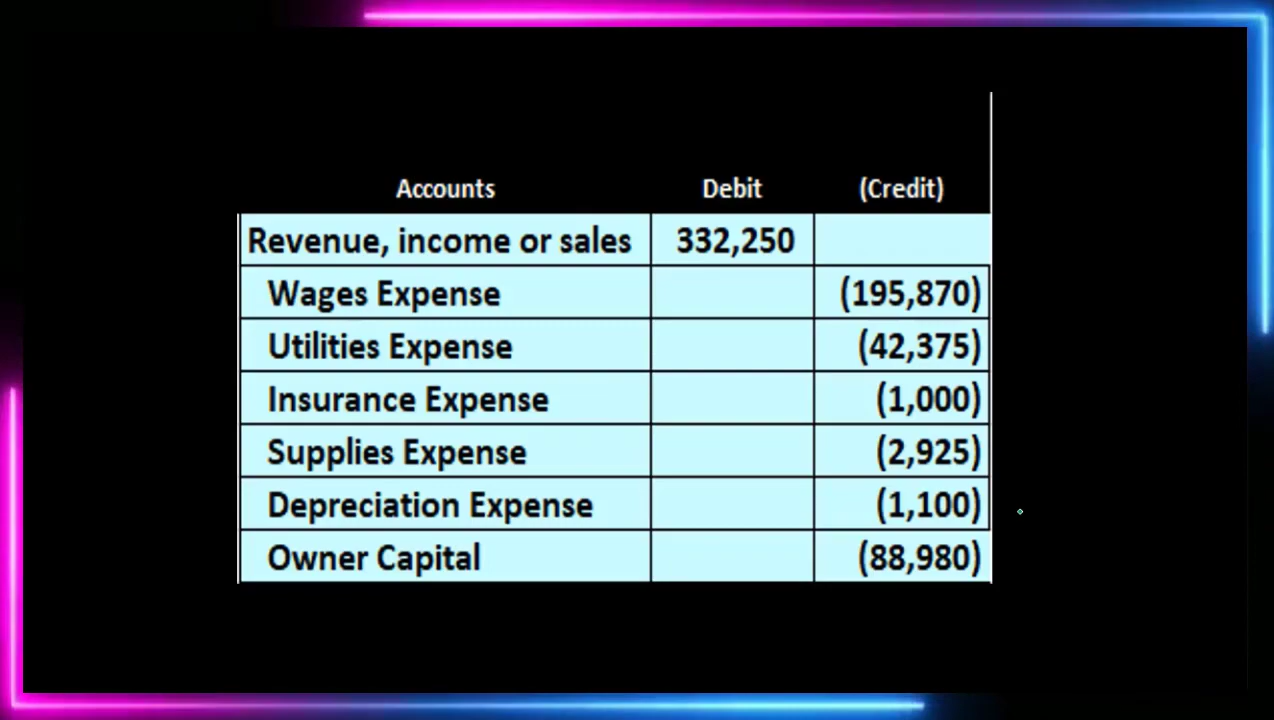 Accounts Debit (Credit)
Revenue, income or sales 332,250
Wages Expense (195,870)
Utilities Expense (42,375)
Insurance Expense (1,000)
Supplies Expense (2,925)
Depreciation Expense (1,100)
Owner Capital (88,980)